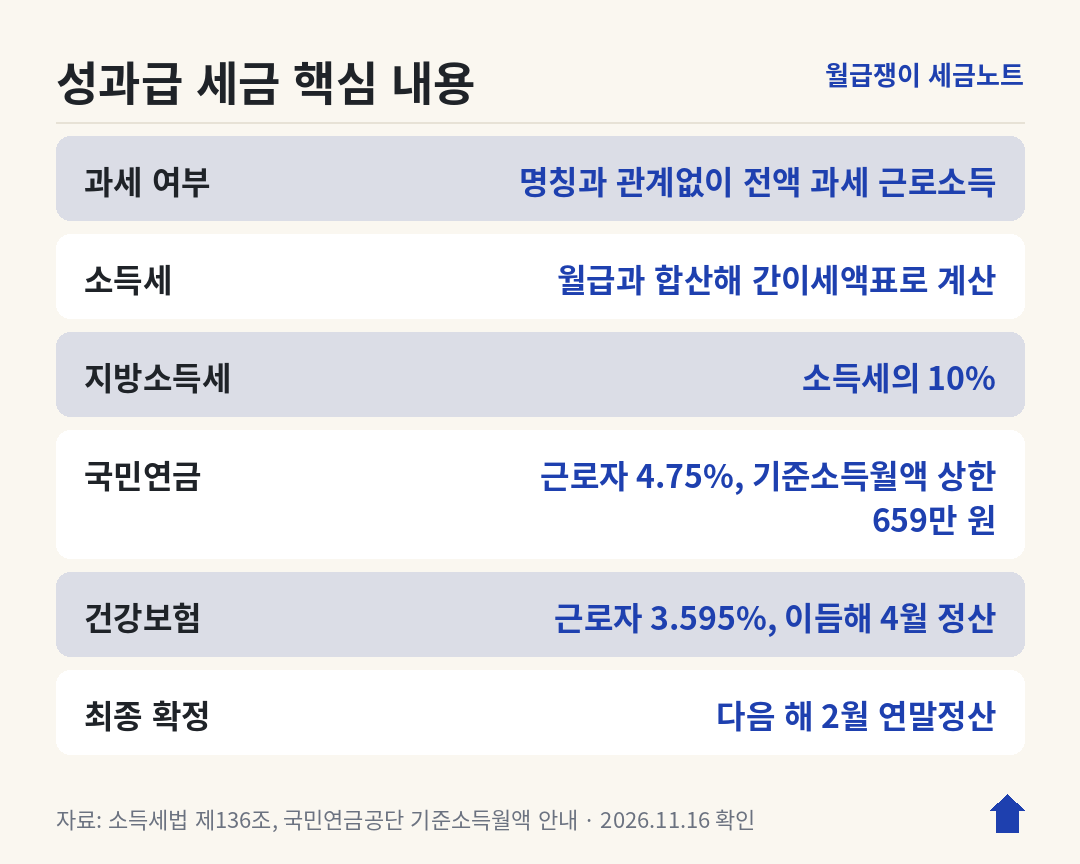 성과급 세금 핵심 내용
월급쟁이 세금노트
과세 여부
명칭과 관계없이 전액 과세 근로소득
소득세
월급과 합산해 간이세액표로 계산
지방소득세
소득세의 10%
국민연금
근로자 4.75%, 기준소득월액 상한
659만 원
건강보험
근로자 3.595%, 이듬해 4월 정산
최종 확정
다음 해 2월 연말정산
자료: 소득세법 제136조, 국민연금공단 기준소득월액 안내 · 2026.11.16 확인